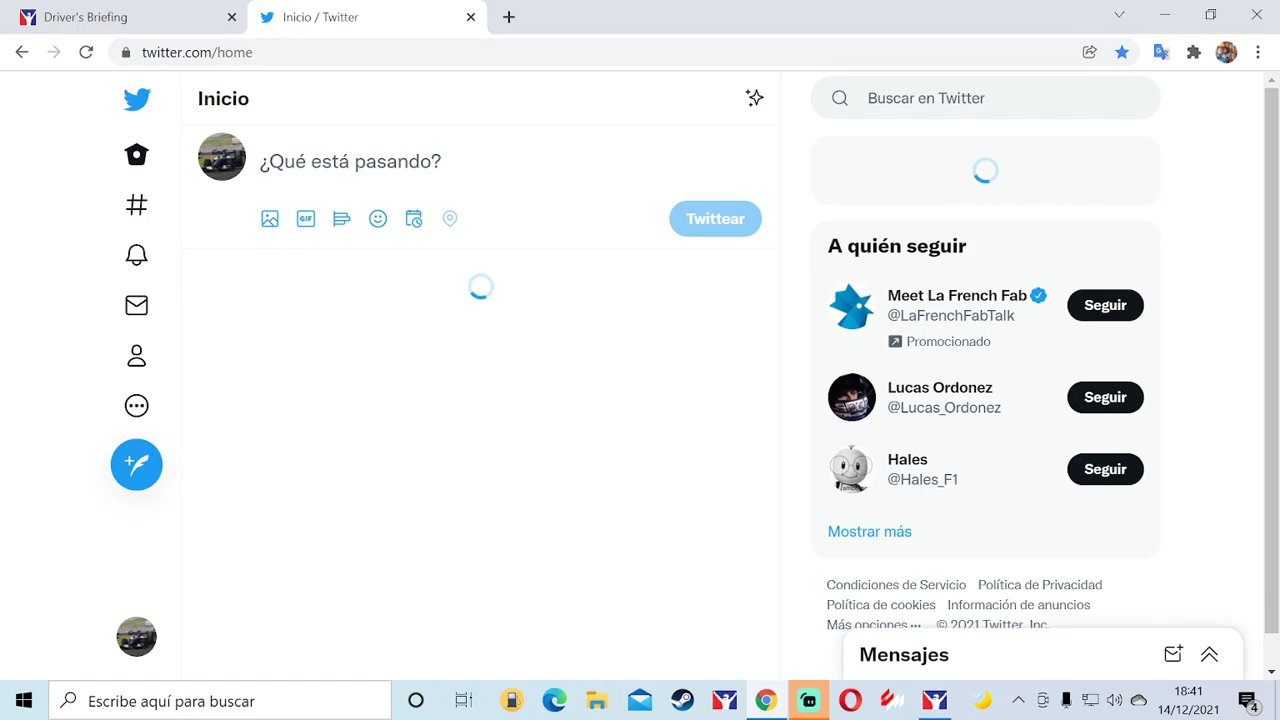 Driver's Briefing
Inicio / Twitter
twitter.com/home
Inicio
¿Qué está pasando?
GIF
Twittear
Buscar en Twitter
A quién seguir
Meet La French Fab
@LaFrenchFabTalk
Promocionado
Seguir
Lucas Ordonez
@Lucas_Ordonez
Seguir
Hales
@Hales_F1
Seguir
Mostrar más
Condiciones de Servicio Política de Privacidad
Política de cookies Información de anuncios
Más opciones ··· © 2021 Twitter, Inc.
Mensajes
Escribe aquí para buscar
18:41
14/12/2021
4